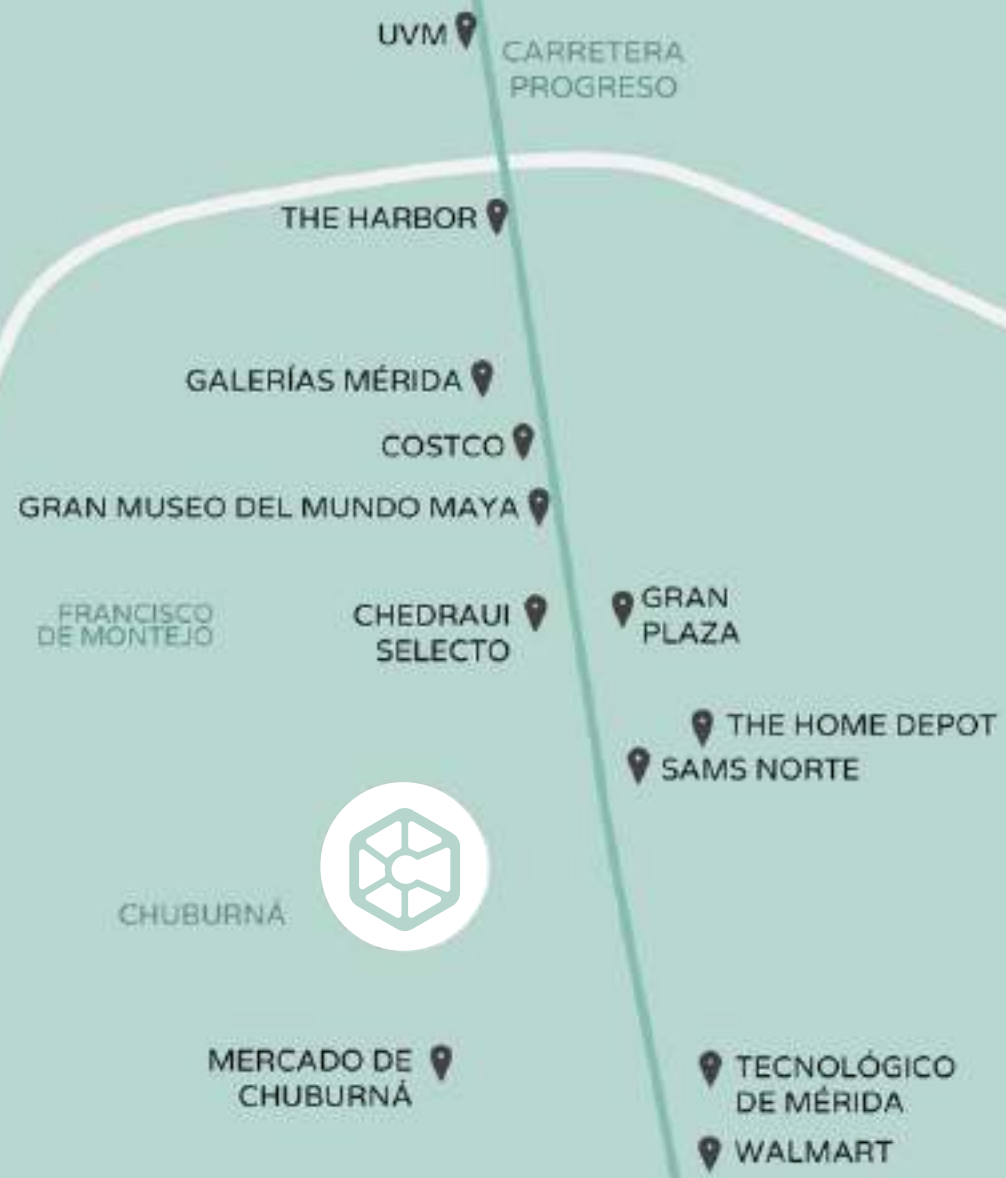 UVM
CARRETERA
PROGRESO
THE HARBOR
GALERÍAS MÉRIDA
COSTCO
GRAN MUSEO DEL MUNDO MAYA
FRANCISCO
DE MONTEJO
CHEDRAUI
SELECTO
GRAN
PLAZA
THE HOME DEPOT
SAMS NORTE
CHUBURNÁ
MERCADO DE
CHUBURNÁ
TECNOLÓGICO
DE MÉRIDA
WALMART